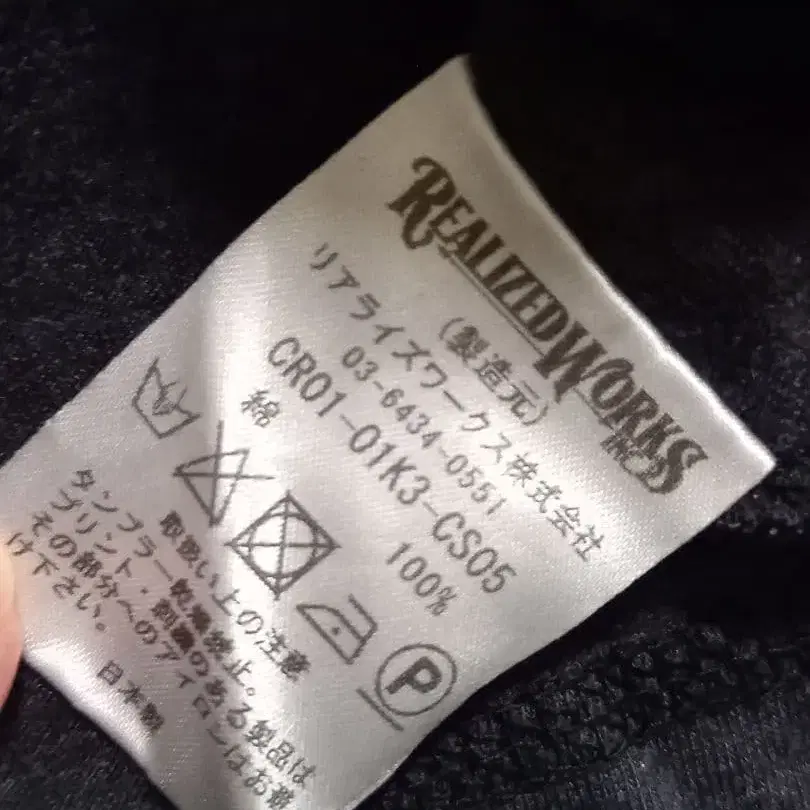 REALIZED WORKS INC.
(製造元)
リアライズワークス株式会社
03-6434-0551
CR01-01K3-CS05
綿 100%
P
取扱い上の注意
タンブラー乾燥禁止。
プリント・刺繍のある製品は
その部分へのアイロンはお避
け下さい。
日本製